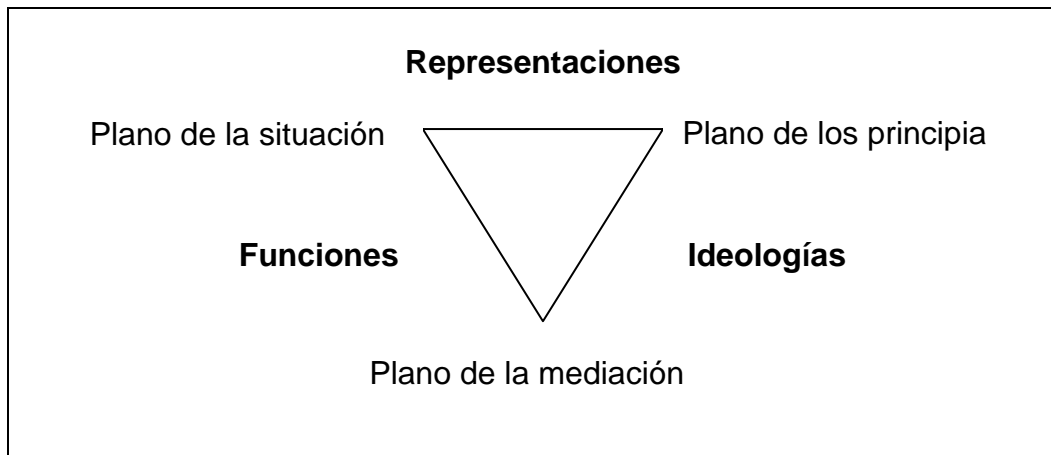 Representaciones
Plano de la situación Plano de los principia
Funciones Ideologías
Plano de la mediación